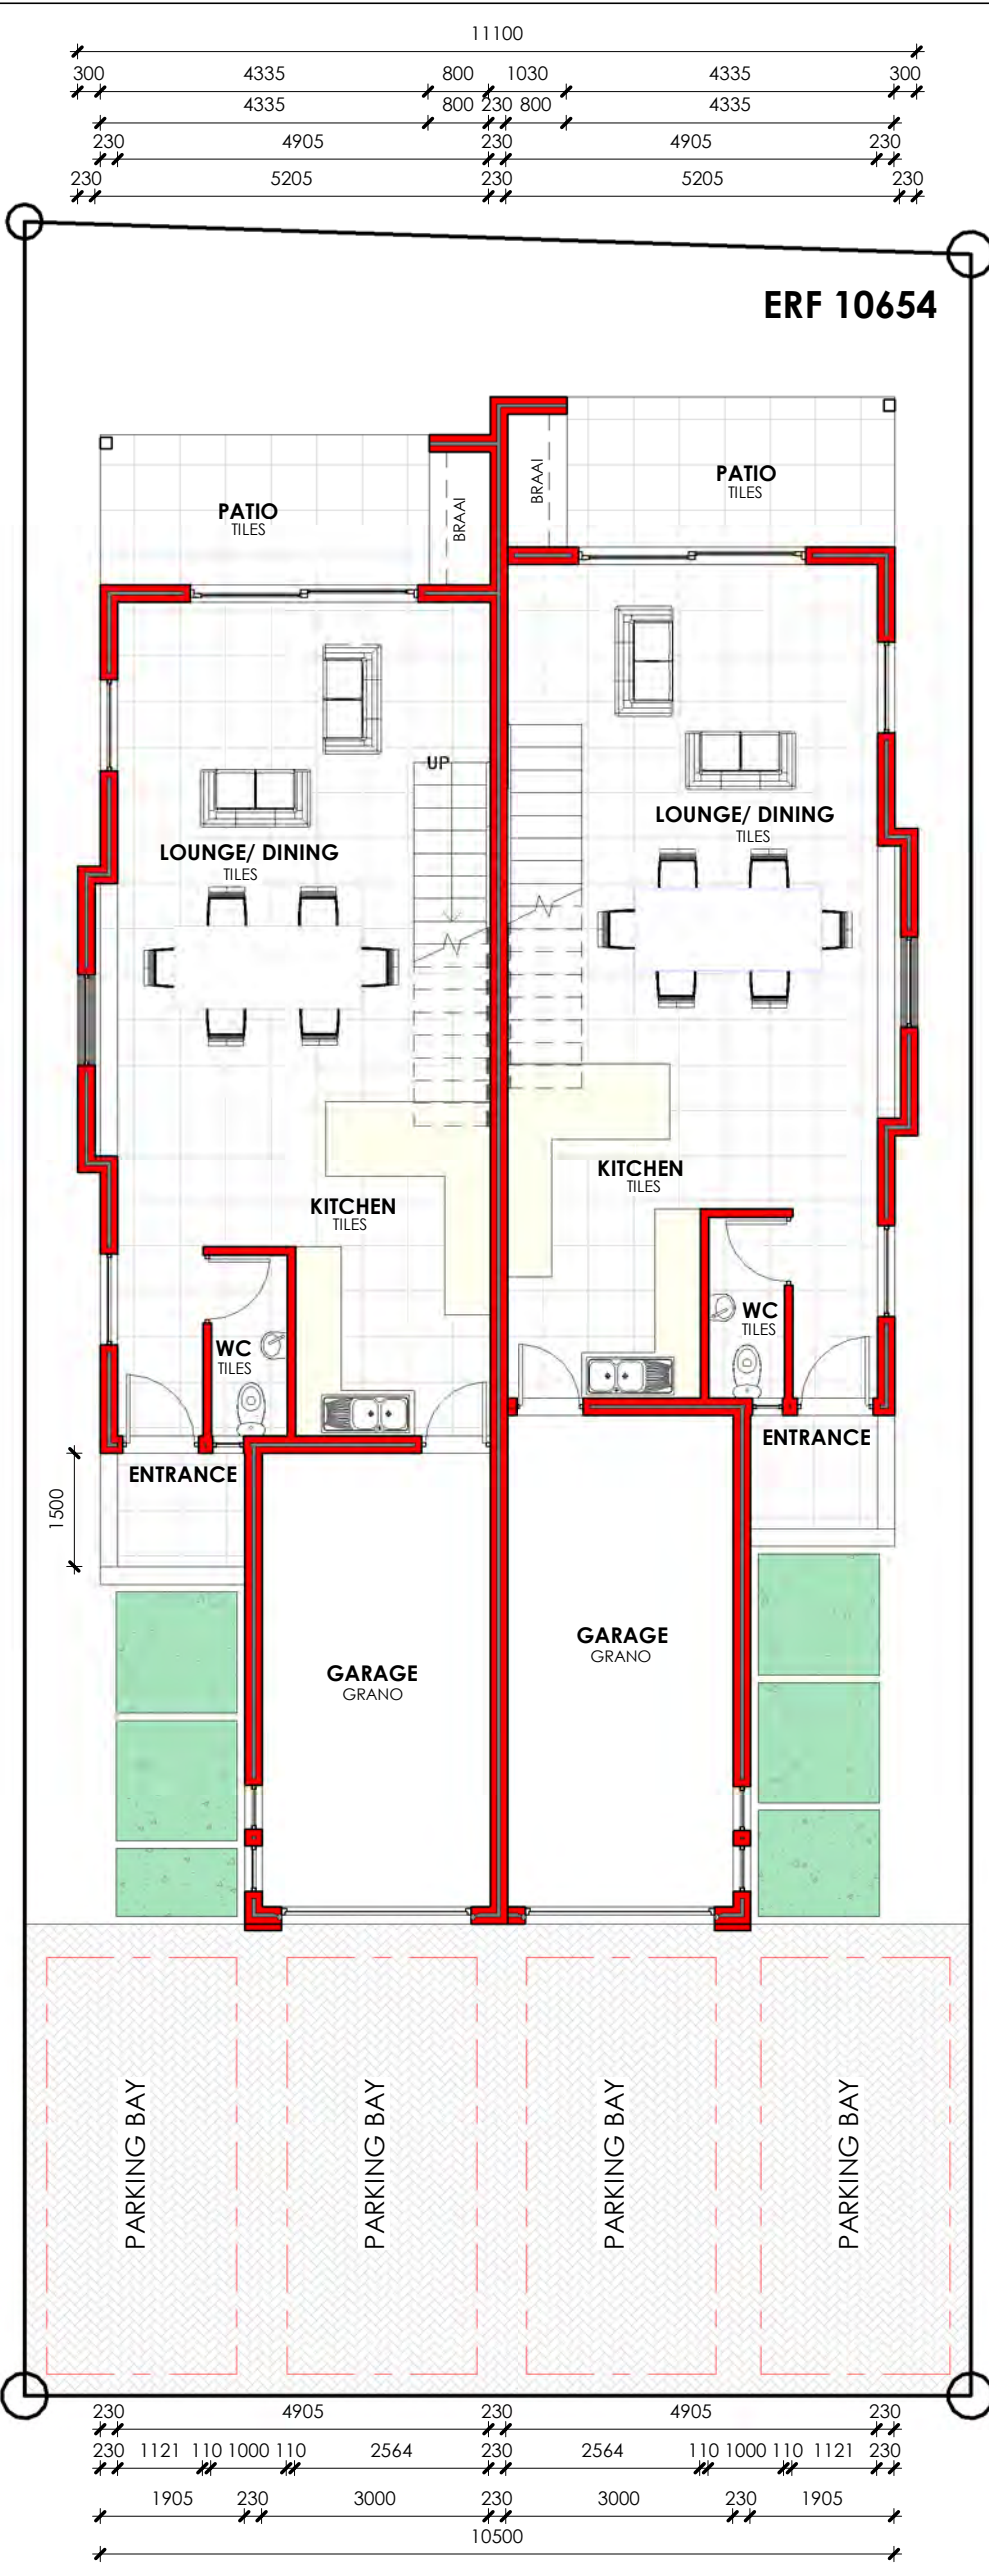 11100
300 4335 800 1030 4335 300
4335 800 230 800 4335
230 4905 230 4905 230
230 5205 230 5205 230
ERF 10654
PATIO
TILES
BRAAI
BRAAI
PATIO
TILES
UP
LOUNGE/ DINING
TILES
LOUNGE/ DINING
TILES
KITCHEN
TILES
KITCHEN
TILES
WC
TILES
WC
TILES
ENTRANCE
ENTRANCE
1500
GARAGE
GRANO
GARAGE
GRANO
PARKING BAY
PARKING BAY
PARKING BAY
PARKING BAY
230 4905 230 4905 230
230 1121 110 1000 110 2564 230 2564 110 1000 110 1121 230
1905 230 3000 230 3000 230 1905
10500